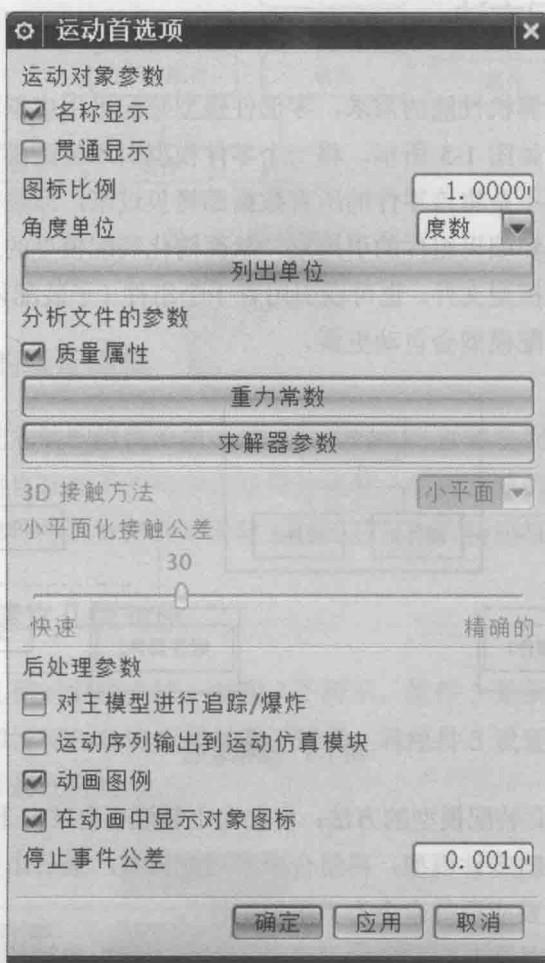 运动首选项
运动对象参数
名称显示
贯通显示
图标比例 1.0000
角度单位 度数
列出单位
分析文件的参数
质量属性
重力常数
求解器参数
3D 接触方法 小平面
小平面化接触公差
30
快速 精确的
后处理参数
对主模型进行追踪/爆炸
运动序列输出到运动仿真模块
动画图例
在动画中显示对象图标
停止事件公差 0.0010
确定 应用 取消